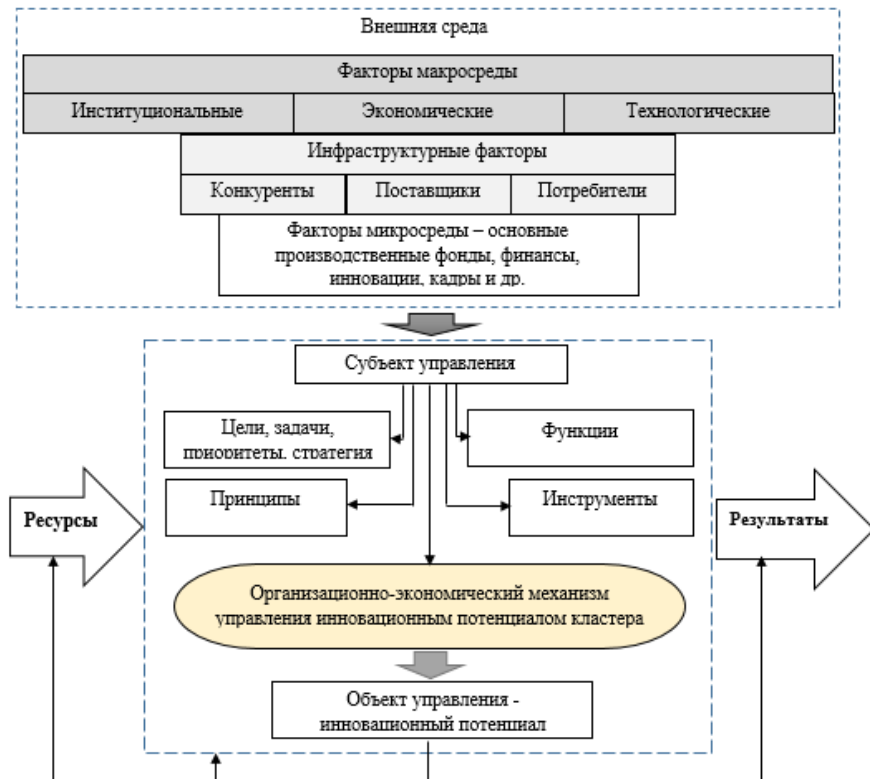 Внешняя среда
Факторы макросреды
Институциональные
Экономические
Технологические
Инфраструктурные факторы
Конкуренты
Поставщики
Потребители
Факторы микросреды – основные
производственные фонды, финансы,
инновации, кадры и др.
Субъект управления
Цели, задачи,
приоритеты, стратегия
Функции
Принципы
Инструменты
Ресурсы
Результаты
Организационно-экономический механизм
управления инновационным потенциалом кластера
Объект управления -
инновационный потенциал